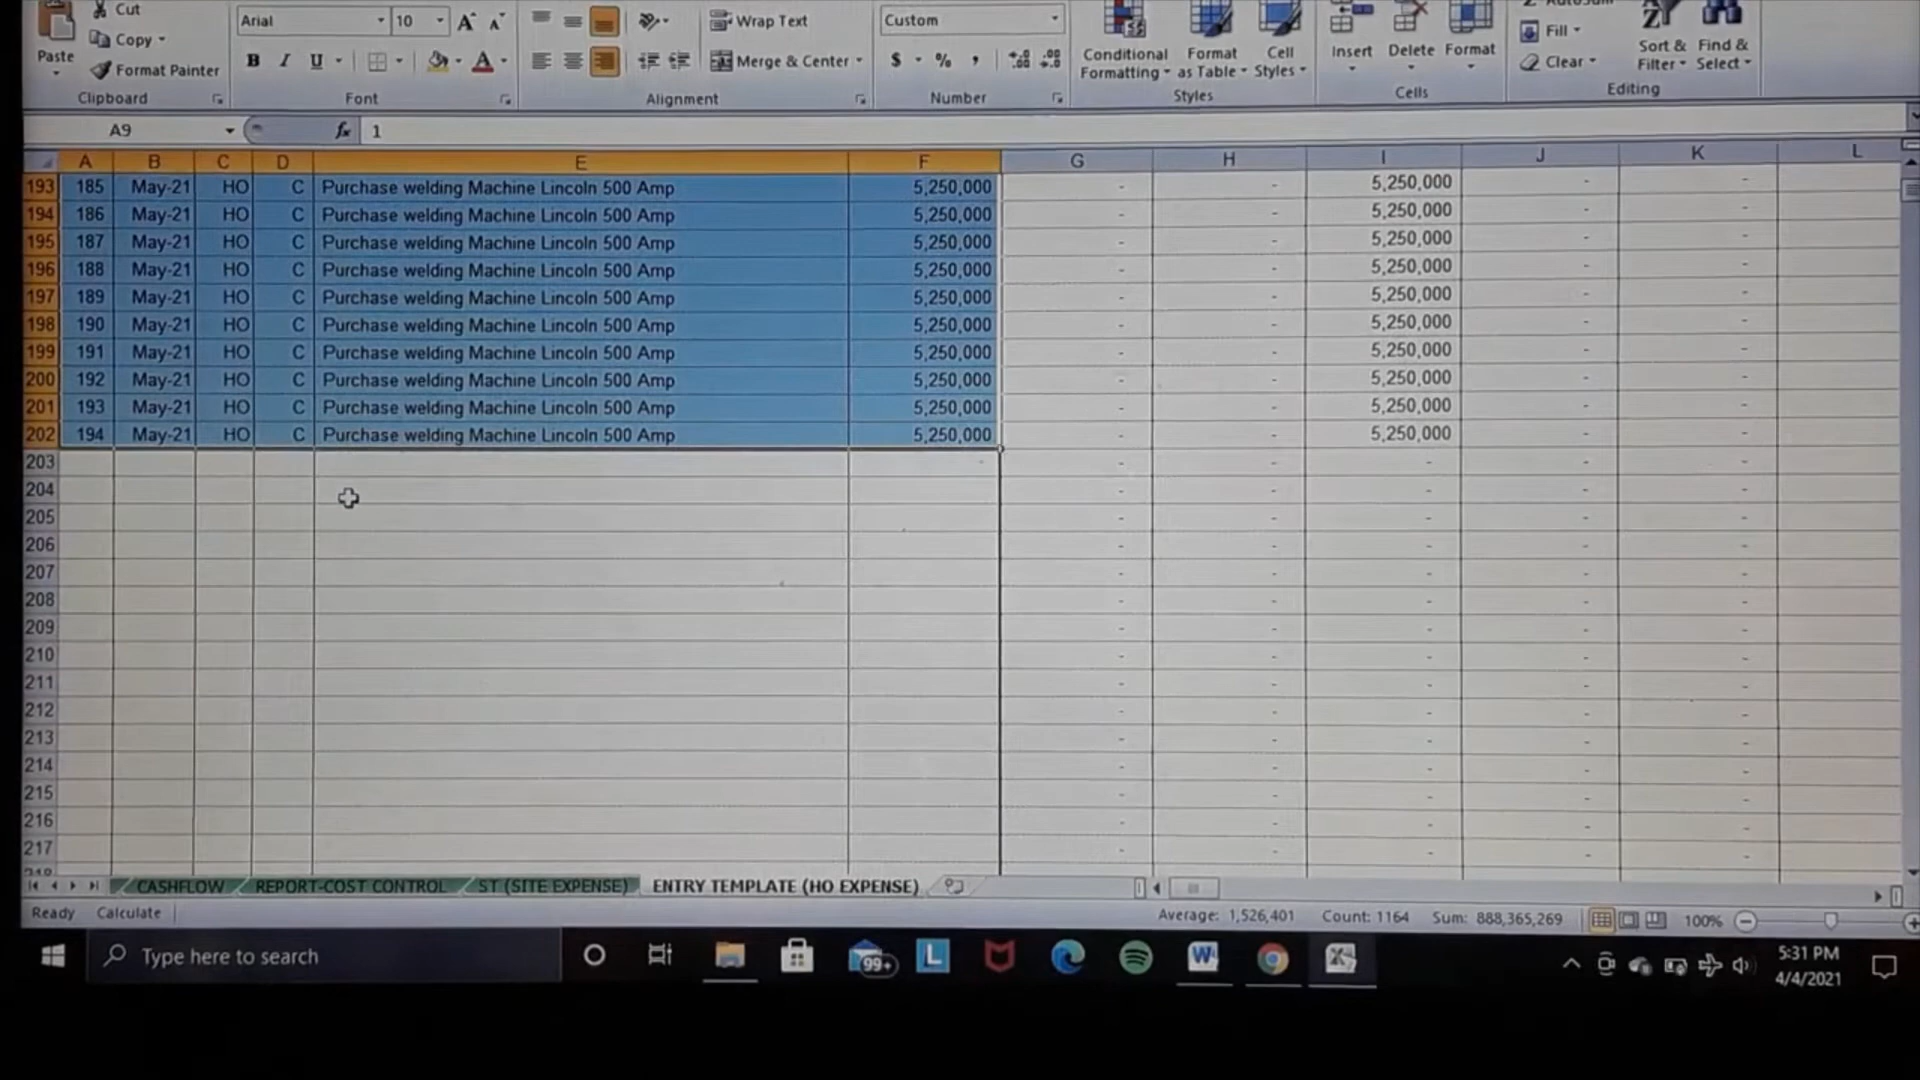 Cut
Copy
Format Painter
Paste
Clipboard
Arial
10
A A
B I U
A
Font
Wrap Text
Merge & Center
Alignment
Custom
$ % ,
Number
Conditional Formatting
Format as Table
Cell Styles
Styles
Insert
Delete
Format
Cells
Fill
Clear
Sort & Filter
Find & Select
Editing
A9
fx 1
A B C D E F G H I J K L
193 185 May-21 HO C Purchase welding Machine Lincoln 500 Amp 5,250,000 - - 5,250,000 - -
194 186 May-21 HO C Purchase welding Machine Lincoln 500 Amp 5,250,000 - - 5,250,000 - -
195 187 May-21 HO C Purchase welding Machine Lincoln 500 Amp 5,250,000 - - 5,250,000 - -
196 188 May-21 HO C Purchase welding Machine Lincoln 500 Amp 5,250,000 - - 5,250,000 - -
197 189 May-21 HO C Purchase welding Machine Lincoln 500 Amp 5,250,000 - - 5,250,000 - -
198 190 May-21 HO C Purchase welding Machine Lincoln 500 Amp 5,250,000 - - 5,250,000 - -
199 191 May-21 HO C Purchase welding Machine Lincoln 500 Amp 5,250,000 - - 5,250,000 - -
200 192 May-21 HO C Purchase welding Machine Lincoln 500 Amp 5,250,000 - - 5,250,000 - -
201 193 May-21 HO C Purchase welding Machine Lincoln 500 Amp 5,250,000 - - 5,250,000 - -
202 194 May-21 HO C Purchase welding Machine Lincoln 500 Amp 5,250,000 - - 5,250,000 - -
203 - - - - - -
204 - - - - -
205 - - - - -
206 - - - - -
207 - - - - -
208 - - - - -
209 - - - - -
210 - - - - -
211 - - - - -
212 - - - - -
213 - - - - -
214 - - - - -
215 - - - - -
216 - - - - -
217 - - - - -
CASHFLOW REPORT-COST CONTROL ST (SITE EXPENSE) ENTRY TEMPLATE (HO EXPENSE)
Ready Calculate Average: 1,526,401 Count: 1164 Sum: 888,365,269 100%
Type here to search
99+
L
W
X
5:31 PM
4/4/2021